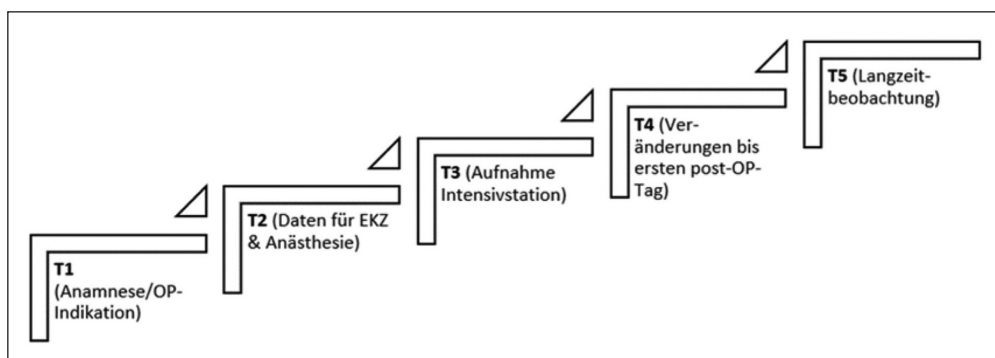 T1
(Anamnese/OP-
Indikation)
T2 (Daten für EKZ
& Anästhesie)
T3 (Aufnahme
Intensivstation)
T4 (Ver-
änderungen bis
ersten post-OP-
Tag)
T5 (Langzeit-
beobachtung)